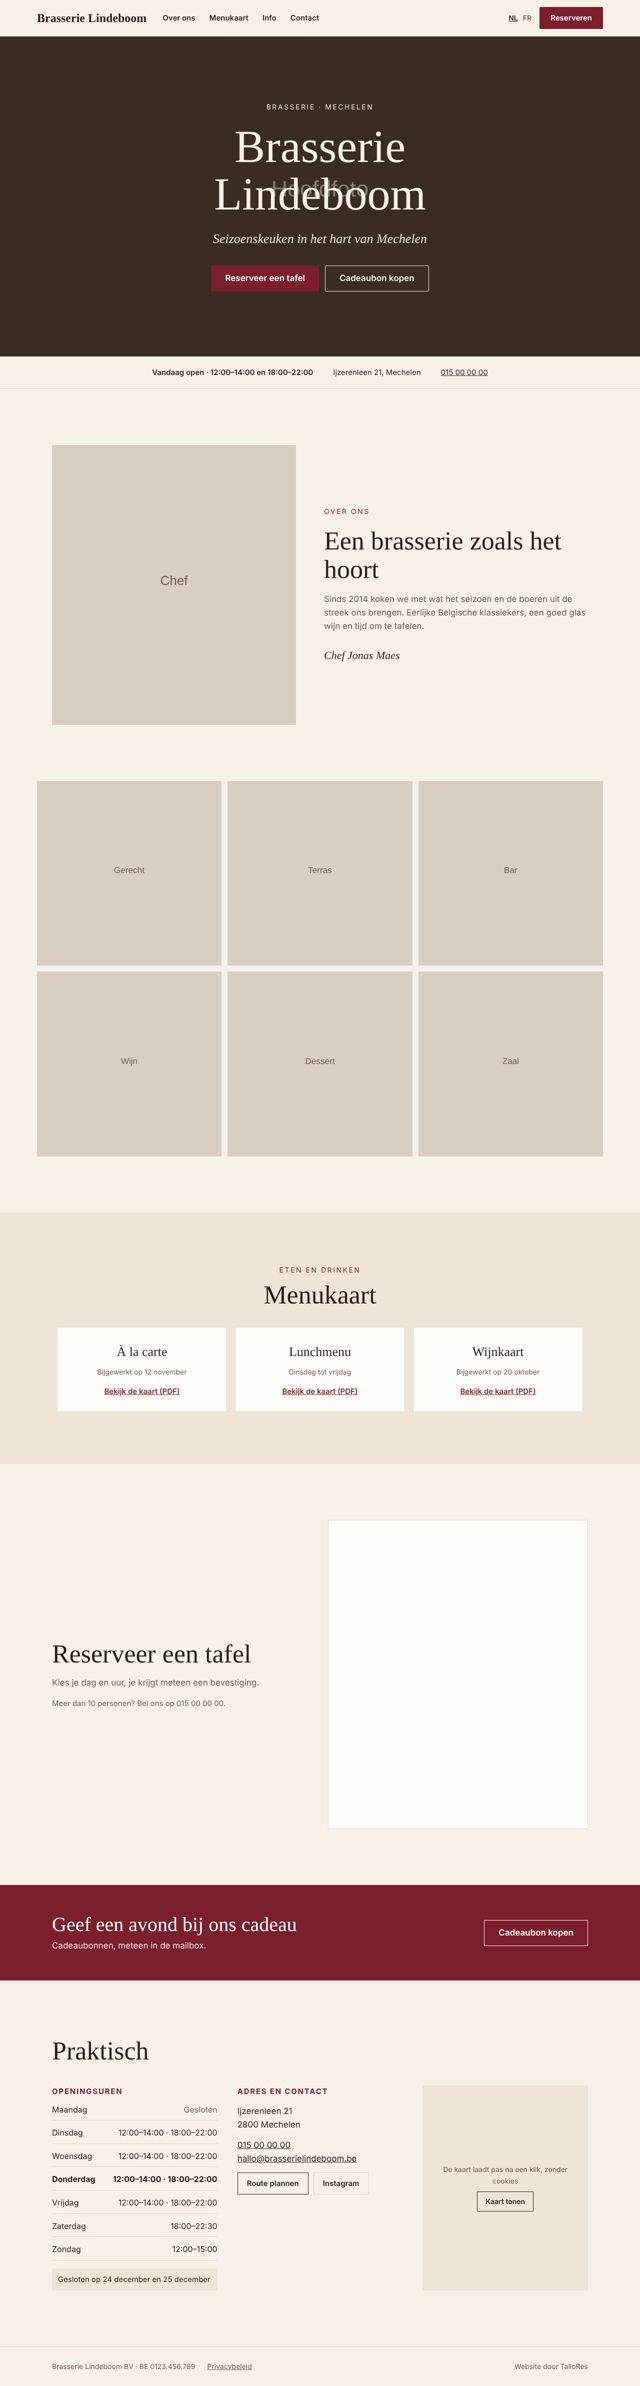 Brasserie Lindeboom Over ons Menukaart Info Contact NL FR Reserveren
BRASSERIE · MECHELEN
Brasserie
Lindeboom
Hoofdfoto
Seizoenskeuken in het hart van Mechelen
Reserveer een tafel Cadeaubon kopen
Vandaag open · 12:00–14:00 en 18:00–22:00 Ijzerenleen 21, Mechelen 015 00 00 00
Chef
OVER ONS
Een brasserie zoals het
hoort
Sinds 2014 koken we met wat het seizoen en de boeren uit de
streek ons brengen. Eerlijke Belgische klassiekers, een goed glas
wijn en tijd om te tafelen.
Chef Jonas Maes
Gerecht Terras Bar
Wijn Dessert Zaal
ETEN EN DRINKEN
Menukaart
À la carte
Bijgewerkt op 12 november
Bekijk de kaart (PDF)
Lunchmenu
Dinsdag tot vrijdag
Bekijk de kaart (PDF)
Wijnkaart
Bijgewerkt op 20 oktober
Bekijk de kaart (PDF)
Reserveer een tafel
Kies je dag en uur, je krijgt meteen een bevestiging.
Meer dan 10 personen? Bel ons op 015 00 00 00.
Geef een avond bij ons cadeau
Cadeaubonnen, meteen in de mailbox.
Cadeaubon kopen
Praktisch
OPENINGSUREN
Maandag Gesloten
Dinsdag 12:00–14:00 · 18:00–22:00
Woensdag 12:00–14:00 · 18:00–22:00
Donderdag 12:00–14:00 · 18:00–22:00
Vrijdag 12:00–14:00 · 18:00–22:00
Zaterdag 18:00–22:30
Zondag 12:00–15:00
Gesloten op 24 december en 25 december
ADRES EN CONTACT
Ijzerenleen 21
2800 Mechelen
015 00 00 00
hallo@brasserielindeboom.be
Route plannen Instagram
De kaart laadt pas na een klik, zonder
cookies
Kaart tonen
Brasserie Lindeboom BV · BE 0123.456.789 Privacybeleid Website door TalloRes